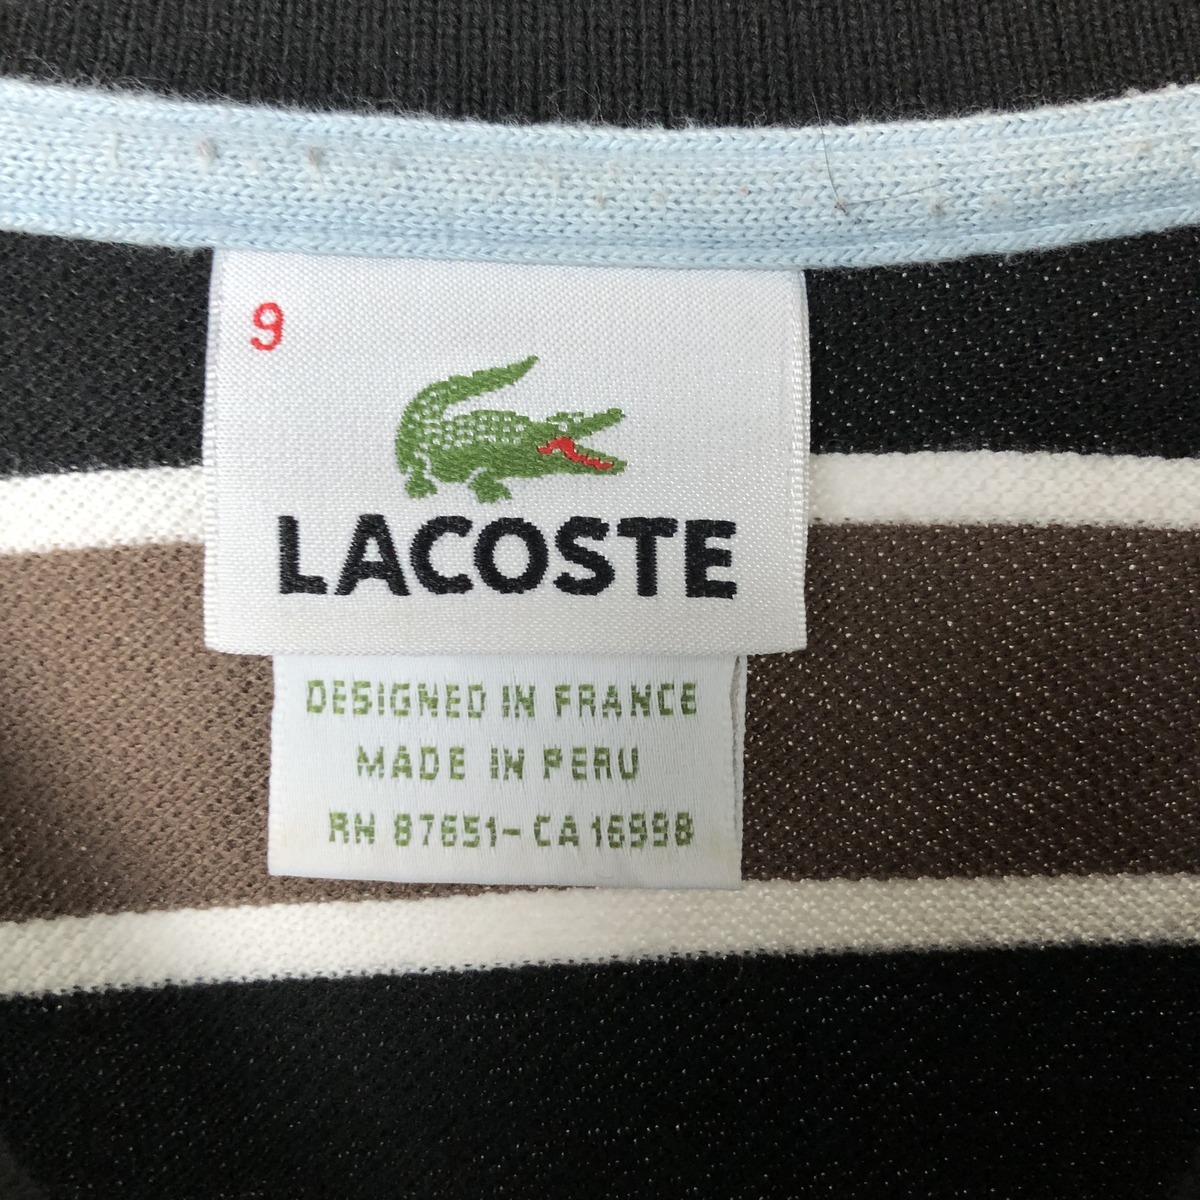 9
LACOSTE
DESIGNED IN FRANCE
MADE IN PERU
RN 87651-CA 16998